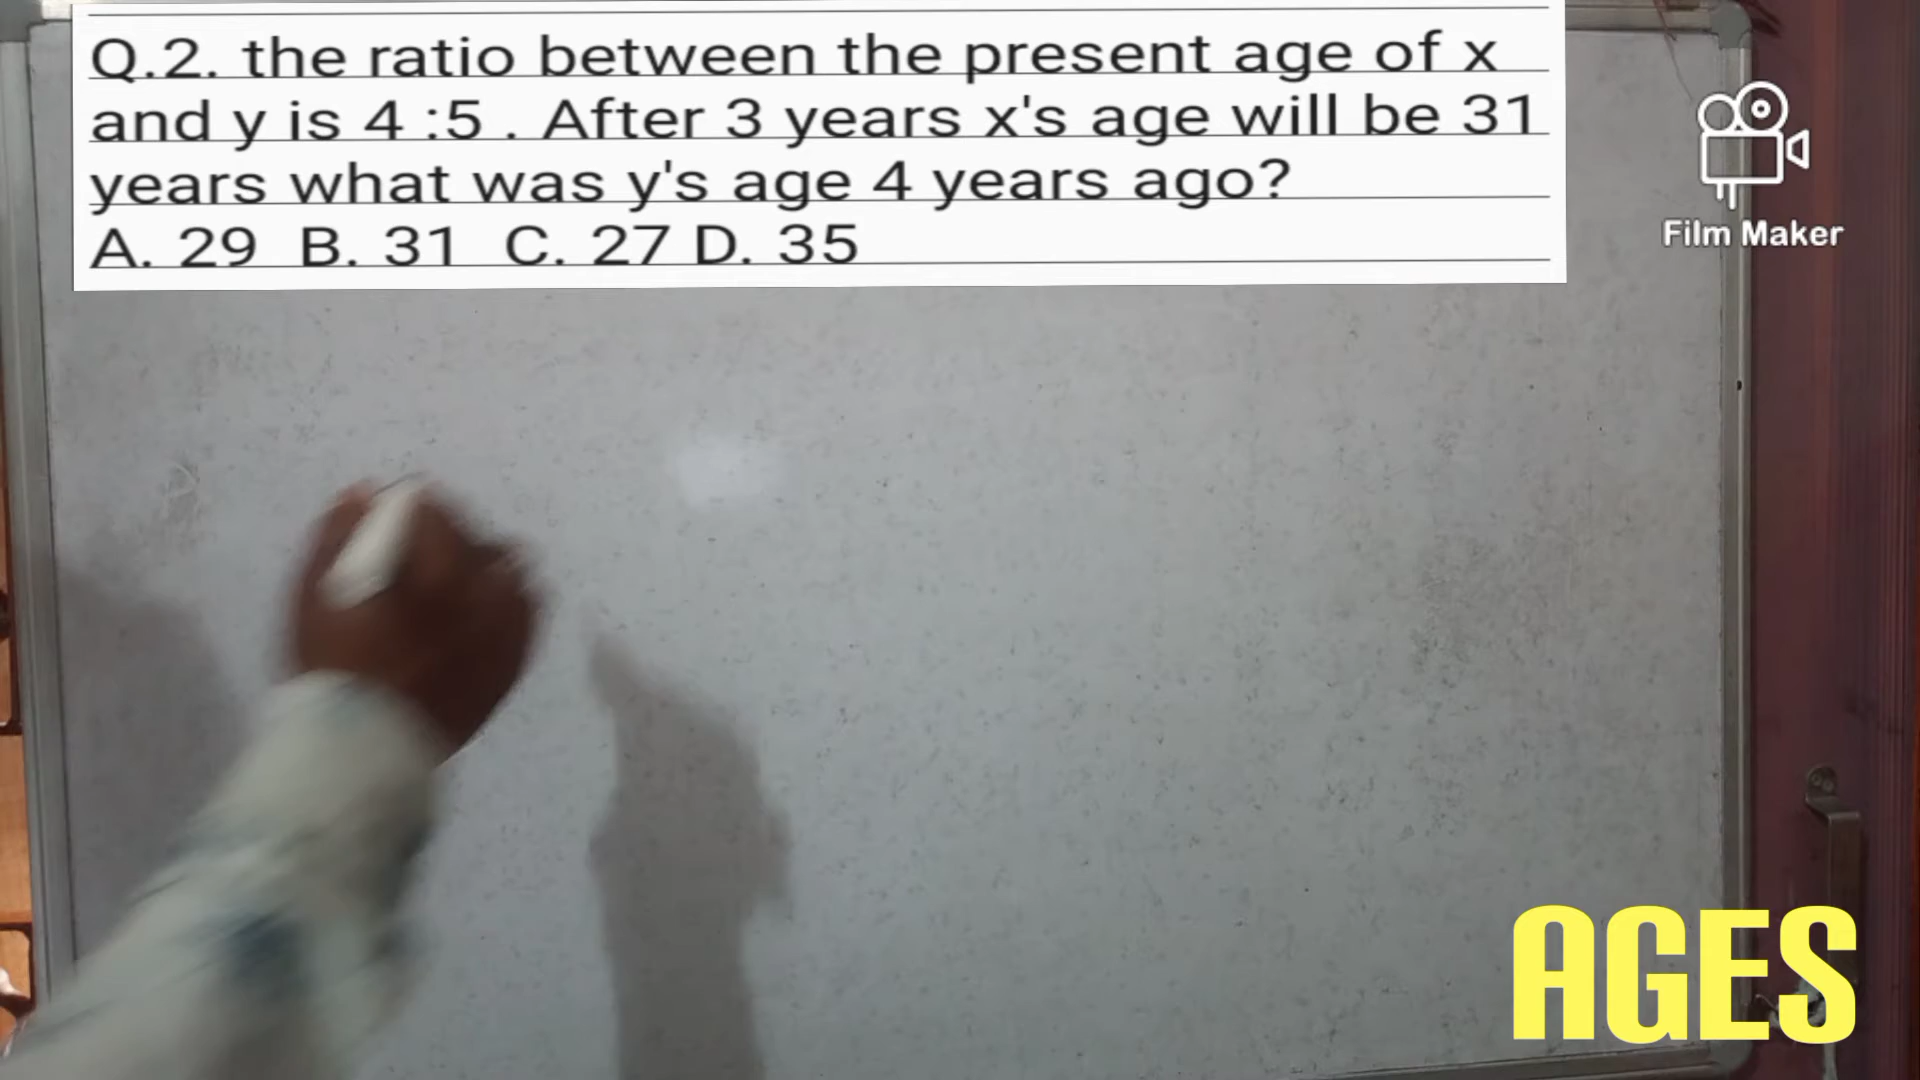 Q.2. the ratio between the present age of x
and y is 4 :5 . After 3 years x's age will be 31
years what was y's age 4 years ago?
A. 29 B. 31 C. 27 D. 35
Film Maker
AGES